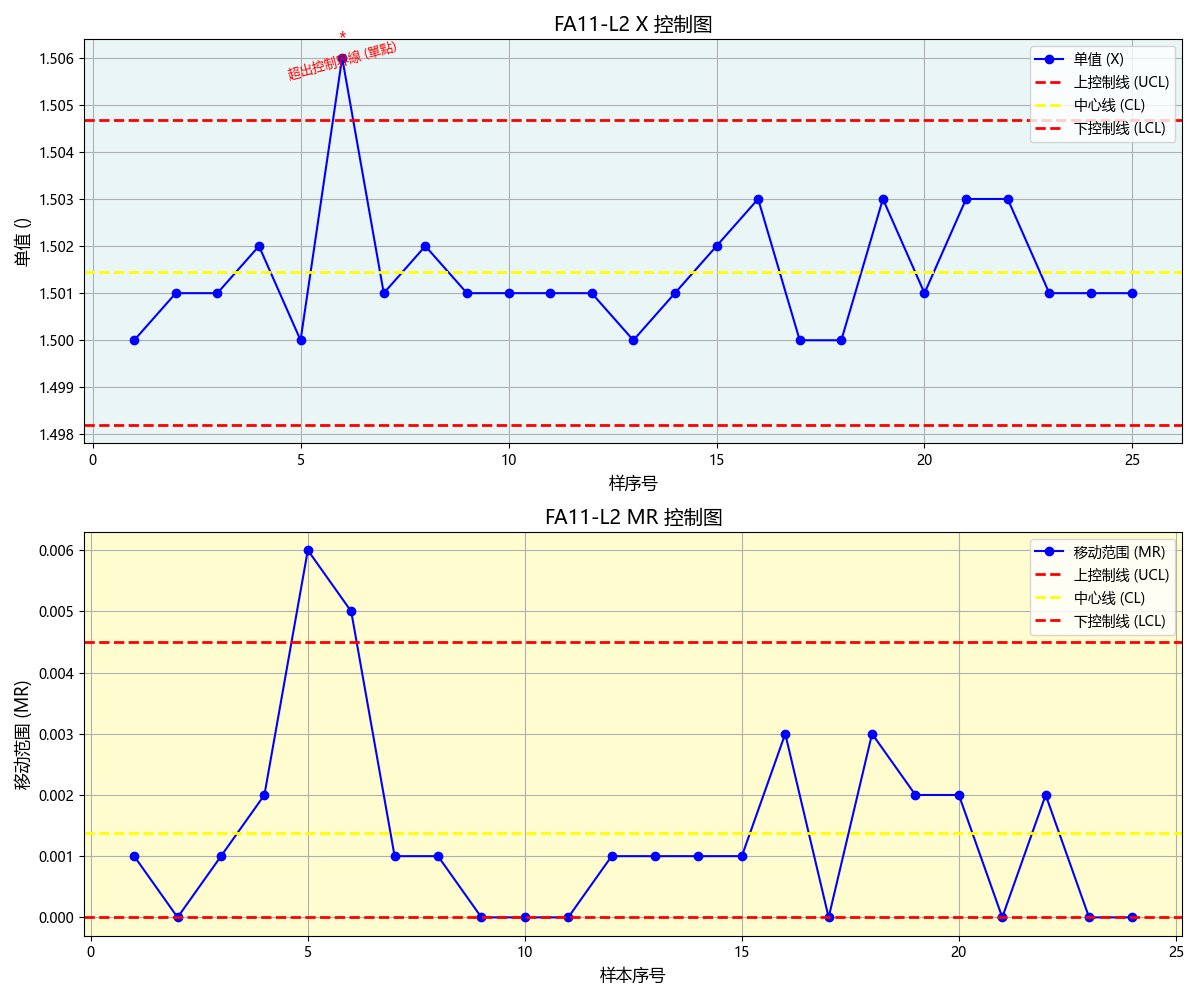 FA11-L2 X 控制图
*
超出控制界線 (單點)
单值 (X)
上控制线 (UCL)
中心线 (CL)
下控制线 (LCL)
1.506
1.505
1.504
1.503
1.502
1.501
1.500
1.499
1.498
单值 ()
0
5
10
15
20
25
样序号
FA11-L2 MR 控制图
移动范围 (MR)
上控制线 (UCL)
中心线 (CL)
下控制线 (LCL)
0.006
0.005
0.004
0.003
0.002
0.001
0.000
移动范围 (MR)
0
5
10
15
20
25
样本序号